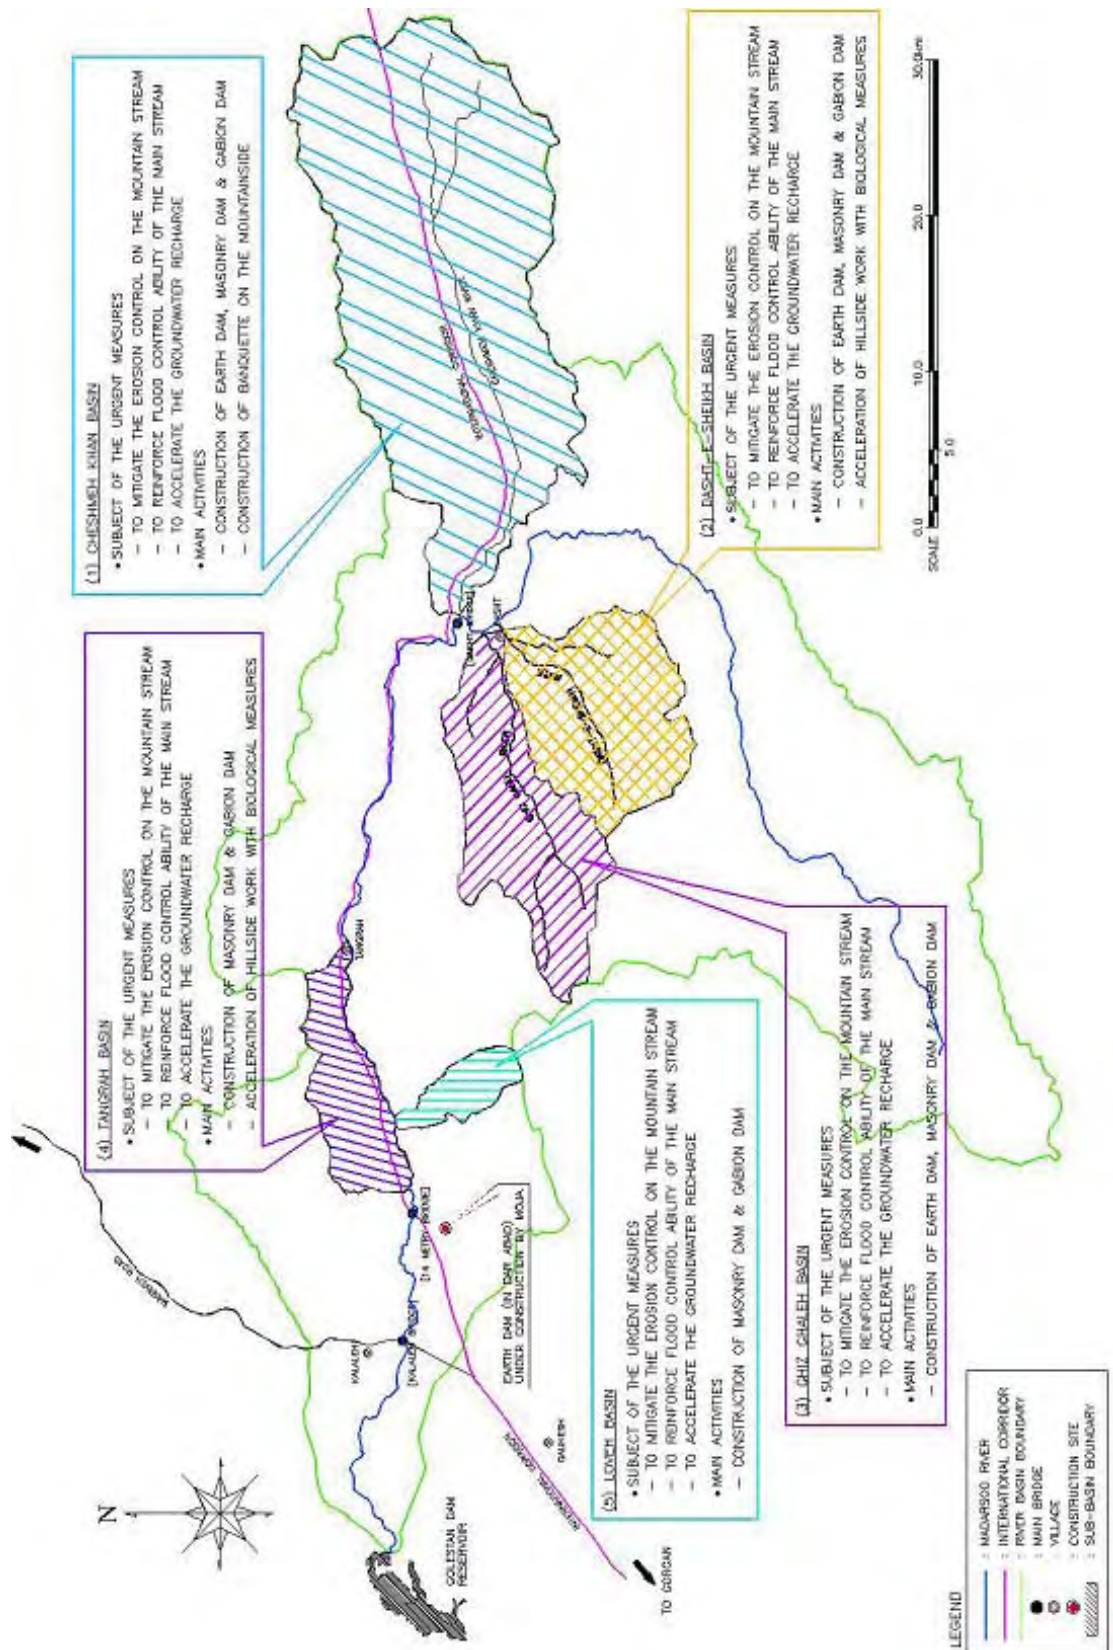 (1) CHESHMEH KHAN BASIN
• SUBJECT OF THE URGENT MEASURES
– TO MITIGATE THE EROSION CONTROL ON THE MOUNTAIN STREAM
– TO REINFORCE FLOOD CONTROL ABILITY OF THE MAIN STREAM
– TO ACCELERATE THE GROUNDWATER RECHARGE
• MAIN ACTIVITIES
– CONSTRUCTION OF EARTH DAM, MASONRY DAM & GABION DAM
– CONSTRUCTION OF BANQUETTE ON THE MOUNTAINSIDE
(2) DASHT-E-SHEIKH BASIN
• SUBJECT OF THE URGENT MEASURES
– TO MITIGATE THE EROSION CONTROL ON THE MOUNTAIN STREAM
– TO REINFORCE FLOOD CONTROL ABILITY OF THE MAIN STREAM
– TO ACCELERATE THE GROUNDWATER RECHARGE
• MAIN ACTIVITIES
– CONSTRUCTION OF EARTH DAM, MASONRY DAM & GABION DAM
– ACCELERATION OF HILLSIDE WORK WITH BIOLOGICAL MEASURES
(4) TANGRAH BASIN
• SUBJECT OF THE URGENT MEASURES
– TO MITIGATE THE EROSION CONTROL ON THE MOUNTAIN STREAM
– TO REINFORCE FLOOD CONTROL ABILITY OF THE MAIN STREAM
– TO ACCELERATE THE GROUNDWATER RECHARGE
• MAIN ACTIVITIES
– CONSTRUCTION OF MASONRY DAM & GABION DAM
– ACCELERATION OF HILLSIDE WORK WITH BIOLOGICAL MEASURES
(5) LOVEH BASIN
• SUBJECT OF THE URGENT MEASURES
– TO MITIGATE THE EROSION CONTROL ON THE MOUNTAIN STREAM
– TO REINFORCE FLOOD CONTROL ABILITY OF THE MAIN STREAM
– TO ACCELERATE THE GROUNDWATER RECHARGE
• MAIN ACTIVITIES
– CONSTRUCTION OF MASONRY DAM & GABION DAM
(3) GHIZ GHALEH BASIN
• SUBJECT OF THE URGENT MEASURES
– TO MITIGATE THE EROSION CONTROL ON THE MOUNTAIN STREAM
– TO REINFORCE FLOOD CONTROL ABILITY OF THE MAIN STREAM
– TO ACCELERATE THE GROUNDWATER RECHARGE
• MAIN ACTIVITIES
– CONSTRUCTION OF EARTH DAM, MASONRY DAM & GABION DAM
N
GOLESTAN DAM
RESERVOIR
KALALEH
[KALALEH BRIDGE]
[14 METRY BRIDGE]
EARTH DAM (IN DAR ABAD)
UNDER CONSTRUCTION BY MOJA
GALIKESH
INTERNATIONAL CORRIDOR
TO GORGAN
TANGRAH
DASHT
INTERNATIONAL CORRIDOR
CHESHMEH KHAN RIVER
SCALE
0.0
5.0
10.0
20.0
30.0km
LEGEND
: MADARSOO RIVER
: INTERNATIONAL CORRIDOR
: RIVER BASIN BOUNDARY
: MAIN BRIDGE
: VILLAGE
: CONSTRUCTION SITE
: SUB-BASIN BOUNDARY